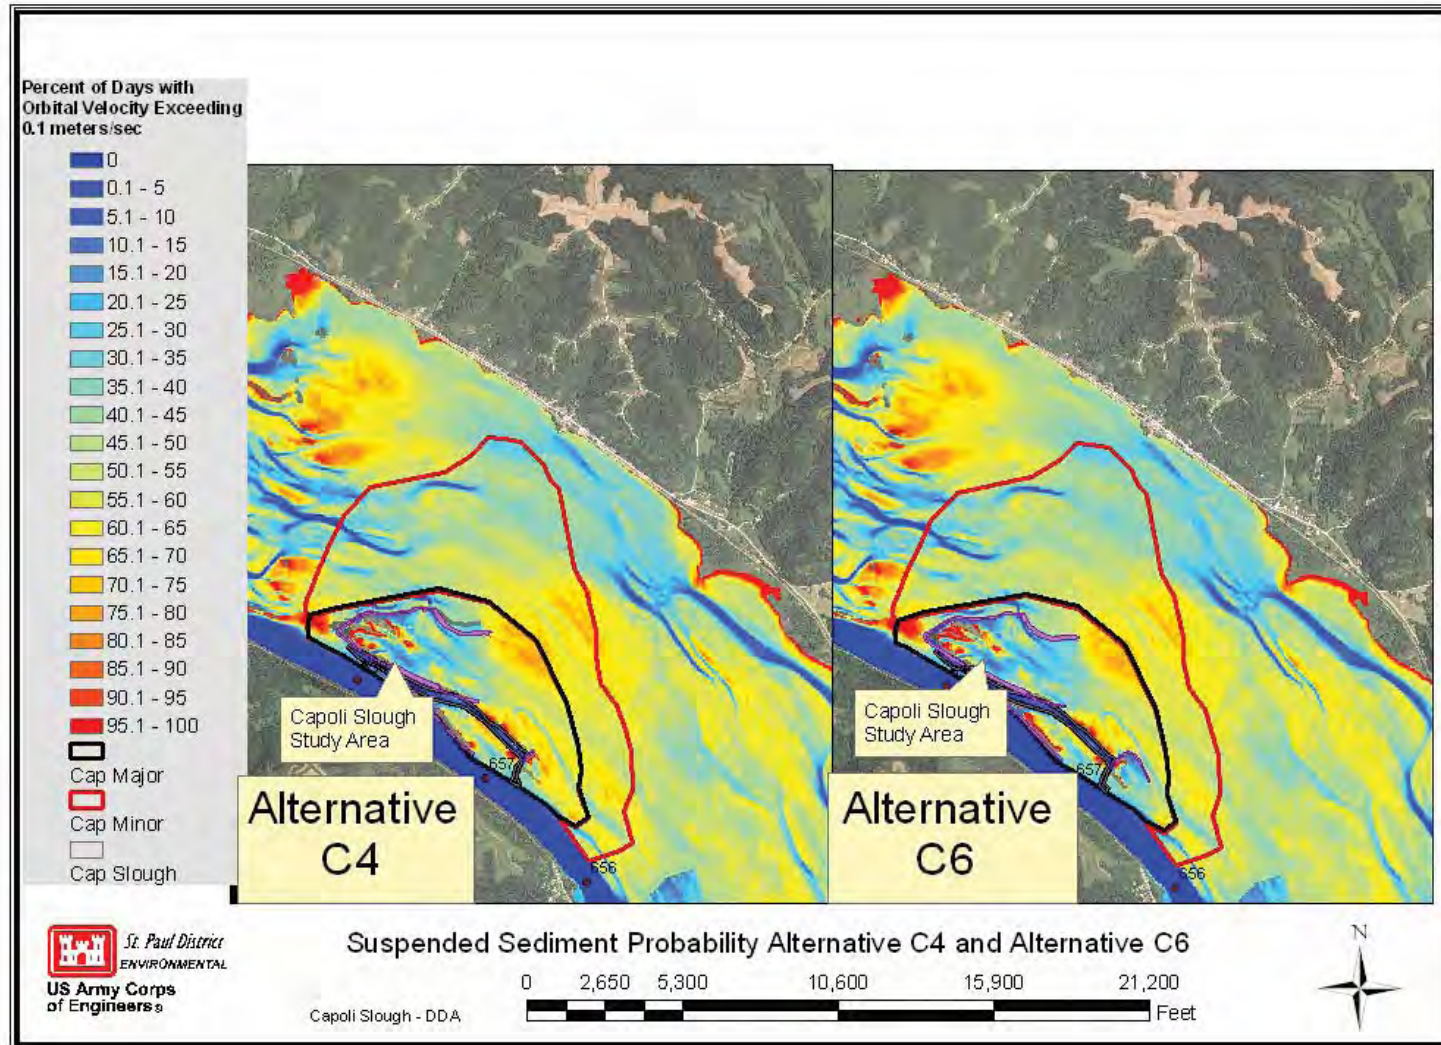 Percent of Days with
Orbital Velocity Exceeding
0.1 meters/sec
0
0.1 - 5
5.1 - 10
10.1 - 15
15.1 - 20
20.1 - 25
25.1 - 30
30.1 - 35
35.1 - 40
40.1 - 45
45.1 - 50
50.1 - 55
55.1 - 60
60.1 - 65
65.1 - 70
70.1 - 75
75.1 - 80
80.1 - 85
85.1 - 90
90.1 - 95
95.1 - 100
Cap Major
Cap Minor
Cap Slough
Capoli Slough
Study Area
657
Alternative
C4
656
Capoli Slough
Study Area
657
Alternative
C6
656
St. Paul District
ENVIRONMENTAL
US Army Corps
of Engineers®
Suspended Sediment Probability Alternative C4 and Alternative C6
0 2,650 5,300 10,600 15,900 21,200
Feet
Capoli Slough - DDA
N